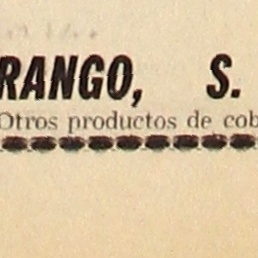 RANGO, S.
Otros productos de cob